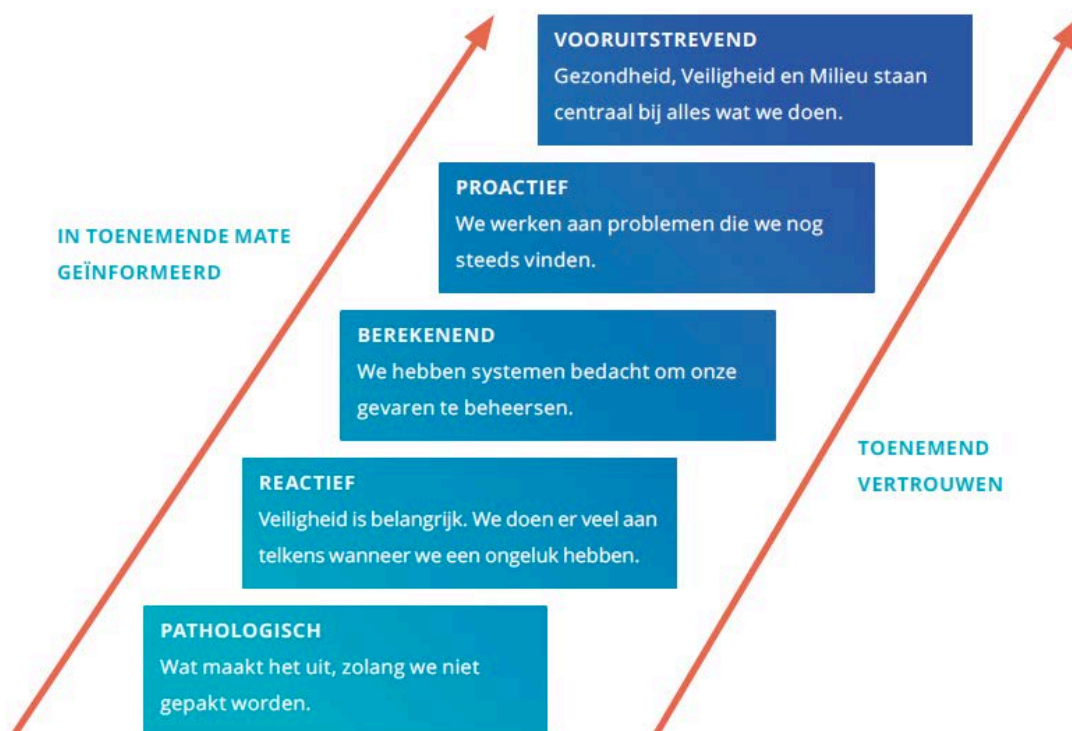 VOORUITSTREVEND
Gezondheid, Veiligheid en Milieu staan
centraal bij alles wat we doen.
PROACTIEF
We werken aan problemen die we nog
steeds vinden.
IN TOENEMENDE MATE
GEÏNFORMEERD
BEREKENEND
We hebben systemen bedacht om onze
gevaren te beheersen.
TOENEMEND
VERTROUWEN
REACTIEF
Veiligheid is belangrijk. We doen er veel aan
telkens wanneer we een ongeluk hebben.
PATHOLOGISCH
Wat maakt het uit, zolang we niet
gepakt worden.